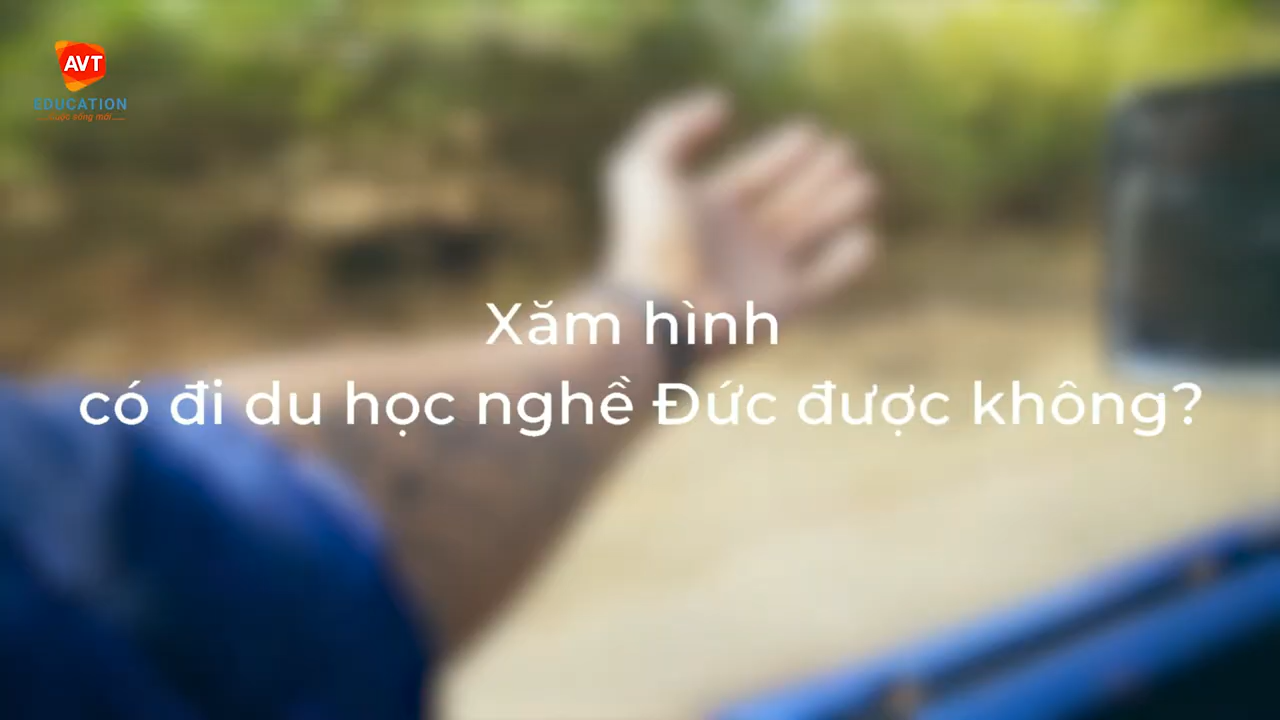 AVT
EDUCATION
Xăm hình
có đi du học nghề Đức được không?